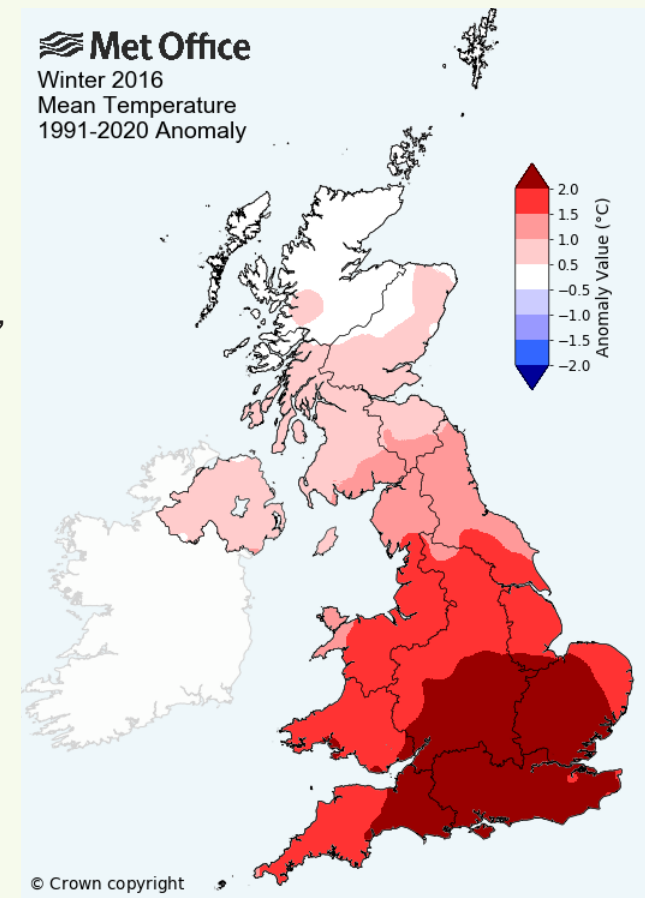 Met Office
Winter 2016
Mean Temperature
1991-2020 Anomaly
2.0
1.5
1.0
0.5
−0.5
−1.0
−1.5
−2.0
Anomaly Value (°C)
,
© Crown copyright